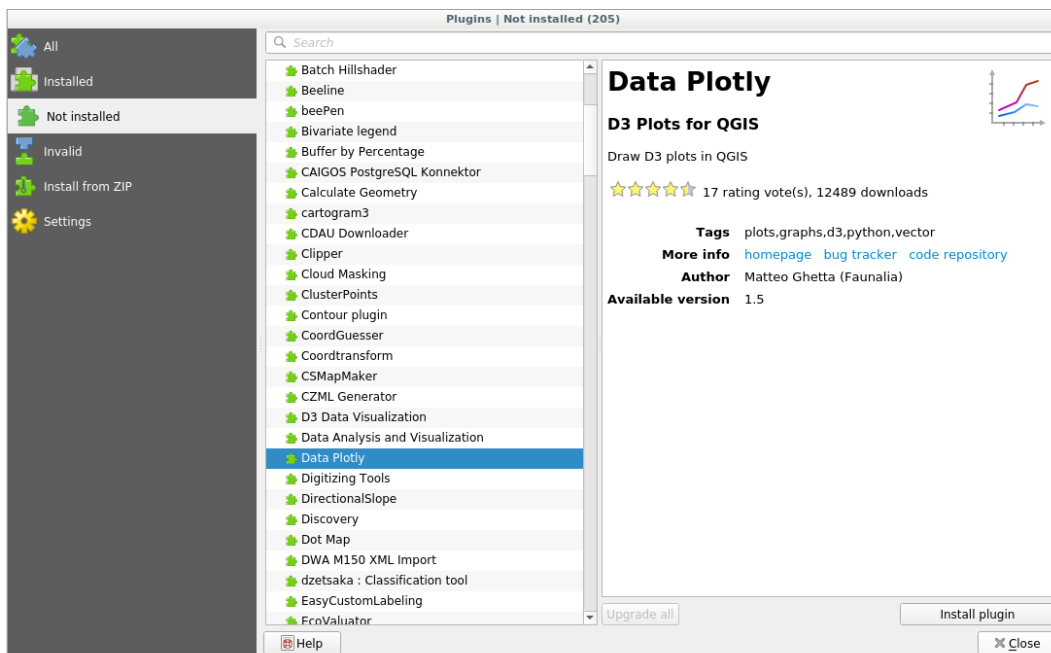 Plugins | Not installed (205)
All
Installed
Not installed
Invalid
Install from ZIP
Settings
Search
Batch Hillshader
Beeline
beePen
Bivariate legend
Buffer by Percentage
CAIGOS PostgreSQL Konnektor
Calculate Geometry
cartogram3
CDAU Downloader
Clipper
Cloud Masking
ClusterPoints
Contour plugin
CoordGuesser
Coordtransform
CSMapMaker
CZML Generator
D3 Data Visualization
Data Analysis and Visualization
Data Plotly
Digitizing Tools
DirectionalSlope
Discovery
Dot Map
DWA M150 XML Import
dzetsaka : Classification tool
EasyCustomLabeling
EcoValuator
Data Plotly
D3 Plots for QGIS
Draw D3 plots in QGIS
17 rating vote(s), 12489 downloads
Tags plots,graphs,d3,python,vector
More info homepage bug tracker code repository
Author Matteo Ghetta (Faunalia)
Available version 1.5
Upgrade all
Install plugin
Help
Close